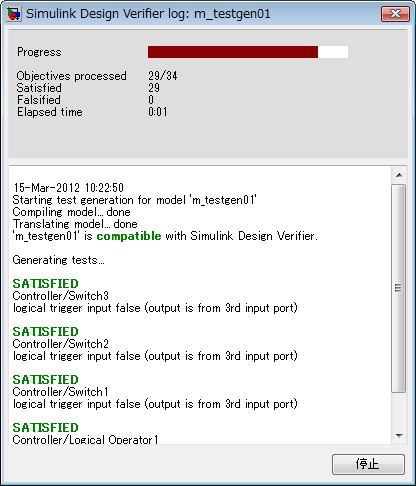 Simulink Design Verifier log: m_testgen01
Progress
Objectives processed 29/34
Satisfied 29
Falsified 0
Elapsed time 0:01
15-Mar-2012 10:22:50
Starting test generation for model 'm_testgen01'
Compiling model... done
Translating model... done
'm_testgen01' is compatible with Simulink Design Verifier.
Generating tests...
SATISFIED
Controller/Switch3
logical trigger input false (output is from 3rd input port)
SATISFIED
Controller/Switch2
logical trigger input false (output is from 3rd input port)
SATISFIED
Controller/Switch1
logical trigger input false (output is from 3rd input port)
SATISFIED
Controller/Logical Operator1
停止